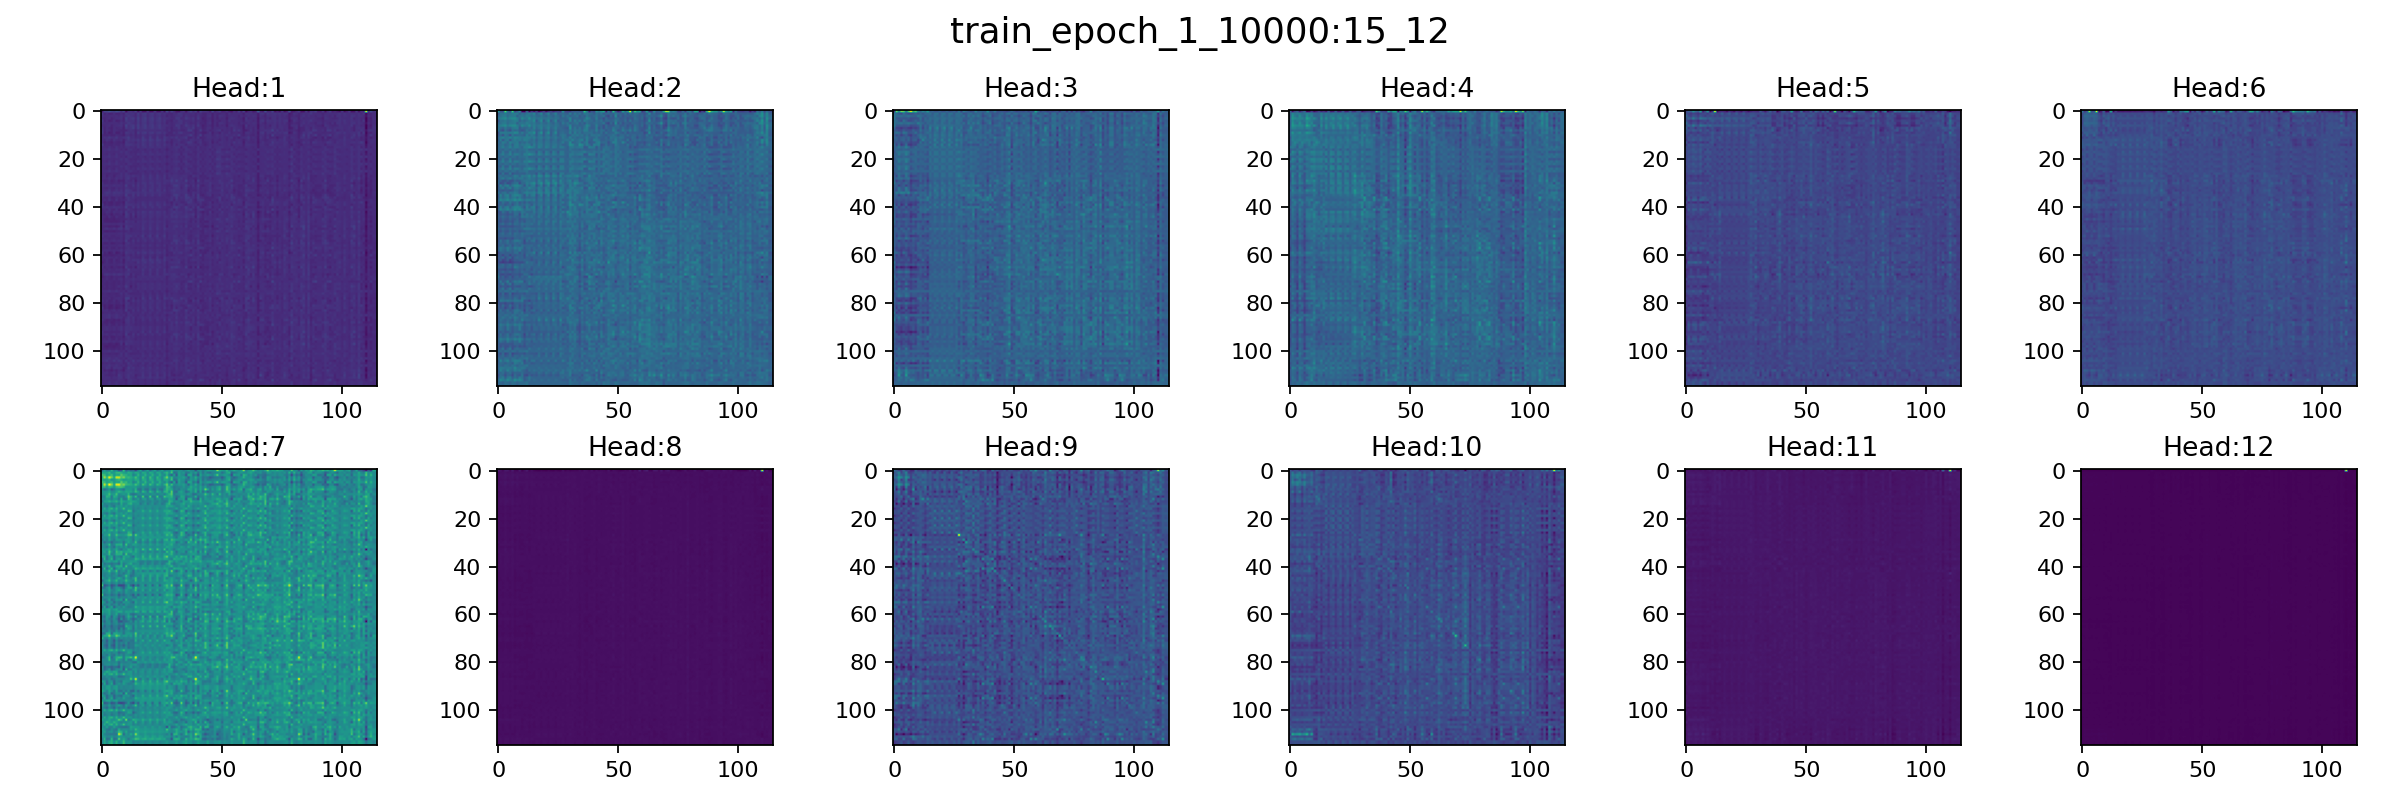 train_epoch_1_10000:15_12
Head:1 Head:2 Head:3 Head:4 Head:5 Head:6
0 0 0 0 0 0
20 20 20 20 20 20
40 40 40 40 40 40
60 60 60 60 60 60
80 80 80 80 80 80
100 100 100 100 100 100
0 50 100 0 50 100 0 50 100 0 50 100 0 50 100 0 50 100
Head:7 Head:8 Head:9 Head:10 Head:11 Head:12
0 0 0 0 0 0
20 20 20 20 20 20
40 40 40 40 40 40
60 60 60 60 60 60
80 80 80 80 80 80
100 100 100 100 100 100
0 50 100 0 50 100 0 50 100 0 50 100 0 50 100 0 50 100